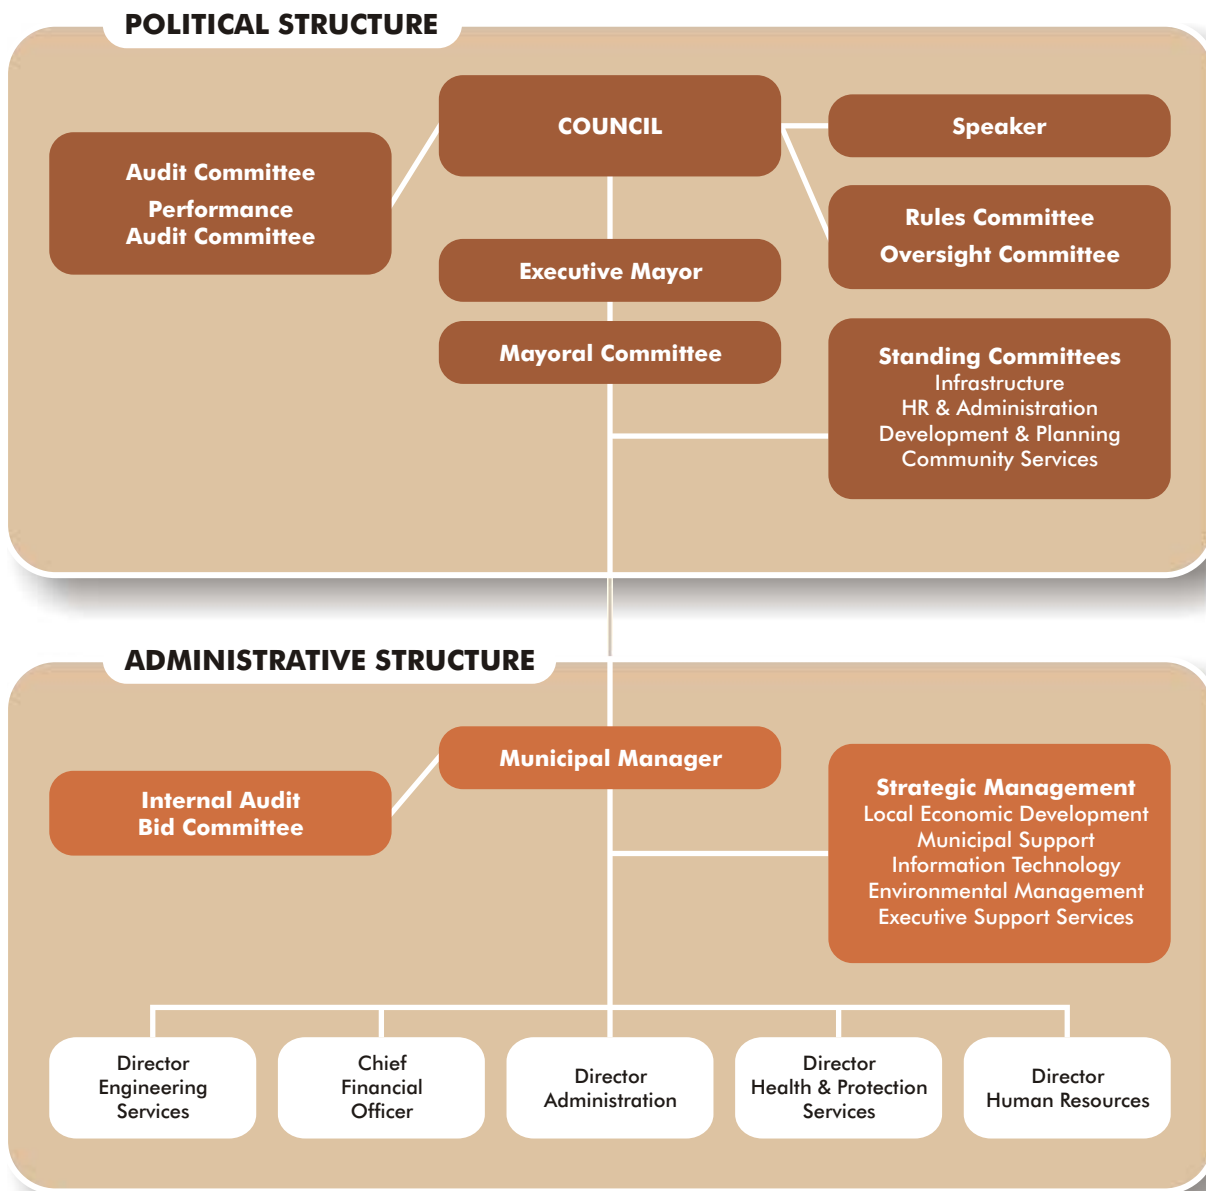 POLITICAL STRUCTURE
COUNCIL
Speaker
Audit Committee
Performance
Audit Committee
Rules Committee
Oversight Committee
Executive Mayor
Mayoral Committee
Standing Committees
Infrastructure
HR & Administration
Development & Planning
Community Services
ADMINISTRATIVE STRUCTURE
Municipal Manager
Internal Audit
Bid Committee
Strategic Management
Local Economic Development
Municipal Support
Information Technology
Environmental Management
Executive Support Services
Director
Engineering
Services
Chief
Financial
Officer
Director
Administration
Director
Health & Protection
Services
Director
Human Resources